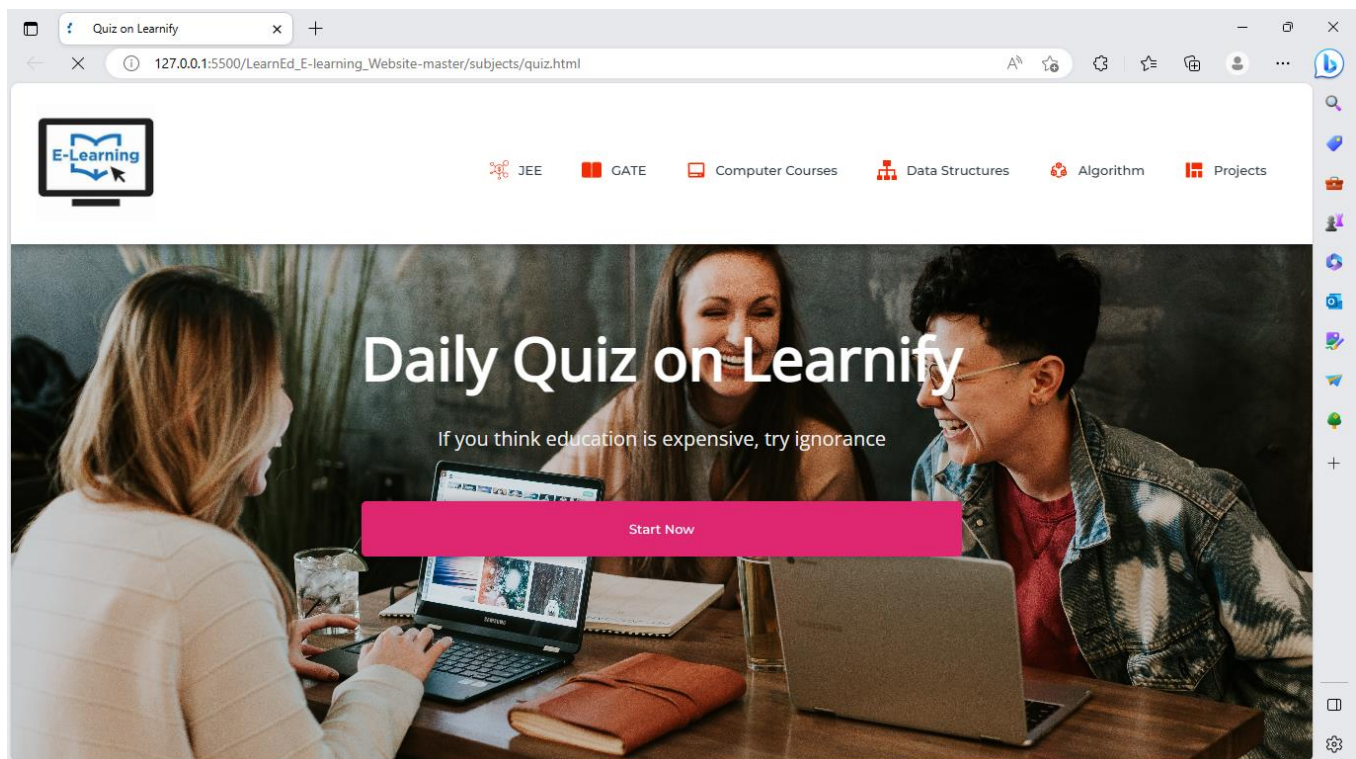 Quiz on Learnify
127.0.0.1:5500/LearnEd_E-learning_Website-master/subjects/quiz.html
E-Learning
JEE GATE Computer Courses Data Structures Algorithm Projects
Daily Quiz on Learnify
If you think education is expensive, try ignorance
Start Now
SAMSUNG